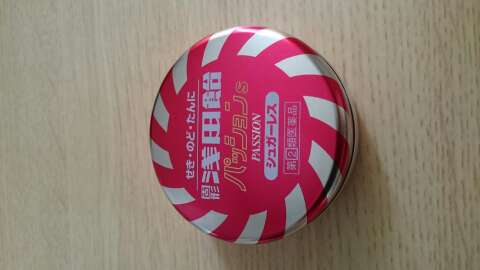 せき・のど・たんに
固形 浅田飴
パッションS
PASSION
シュガーレス
第②類医薬品